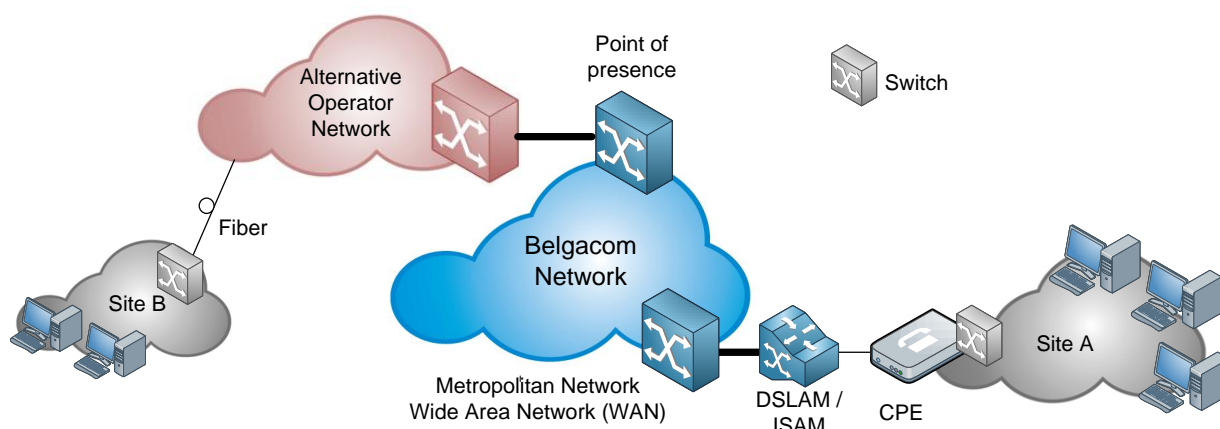 Alternative
Operator
Network
Point of
presence
Switch
Fiber
Belgacom
Network
Site B
Site A
Metropolitan Network
Wide Area Network (WAN)
DSLAM /
ISAM
CPE